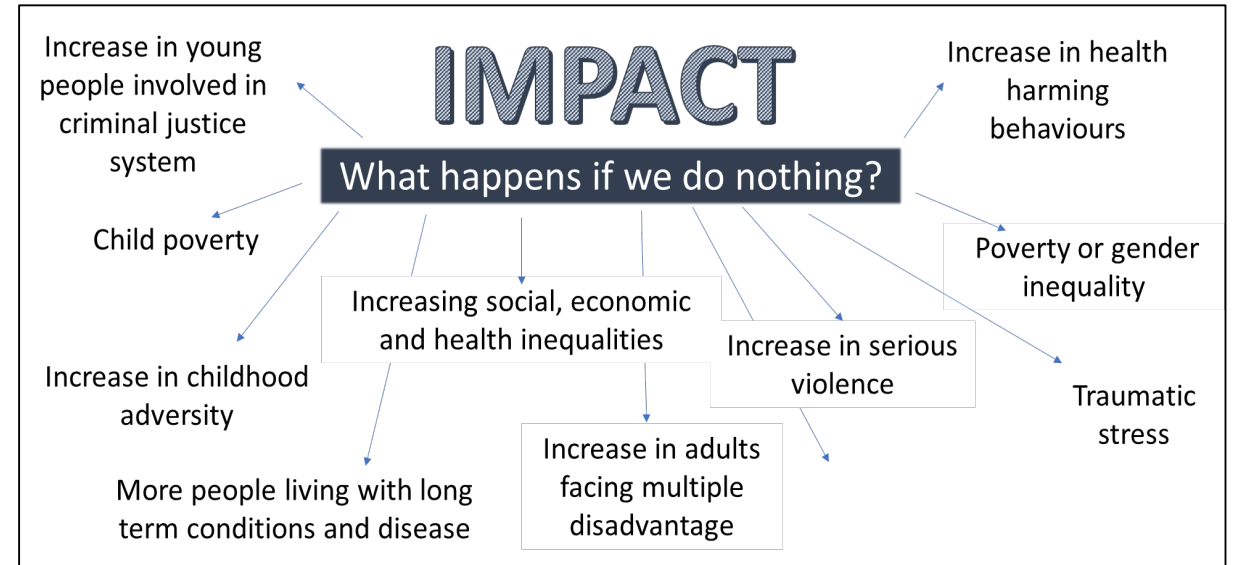 IMPACT
What happens if we do nothing?
Increase in young
people involved in
criminal justice
system
Increase in health
harming
behaviours
Child poverty
Poverty or gender
inequality
Increasing social, economic
and health inequalities
Increase in serious
violence
Increase in childhood
adversity
Traumatic
stress
Increase in adults
facing multiple
disadvantage
More people living with long
term conditions and disease